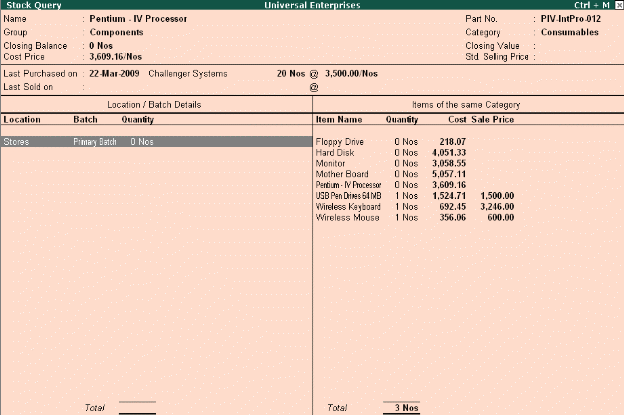 Stock Query Universal Enterprises Ctrl + M
Name : Pentium - IV Processor Part No. : PIV-IntPro-012
Group : Components Category : Consumables
Closing Balance : 0 Nos Closing Value :
Cost Price : 3,609.16/Nos Std. Selling Price :
Last Purchased on : 22-Mar-2009 Challenger Systems 20 Nos @ 3,500.00/Nos
Last Sold on : @
Location / Batch Details Items of the same Category
Location Batch Quantity Item Name Quantity Cost Sale Price
Stores Primary Batch 0 Nos Floppy Drive 0 Nos 218.07
Hard Disk 0 Nos 4,051.33
Monitor 0 Nos 3,058.55
Mother Board 0 Nos 5,057.11
Pentium - IV Processor 0 Nos 3,609.16
USB Pen Drives 64 MB 1 Nos 1,524.71 1,500.00
Wireless Keyboard 1 Nos 692.45 3,246.00
Wireless Mouse 1 Nos 356.06 600.00
Total Total 3 Nos